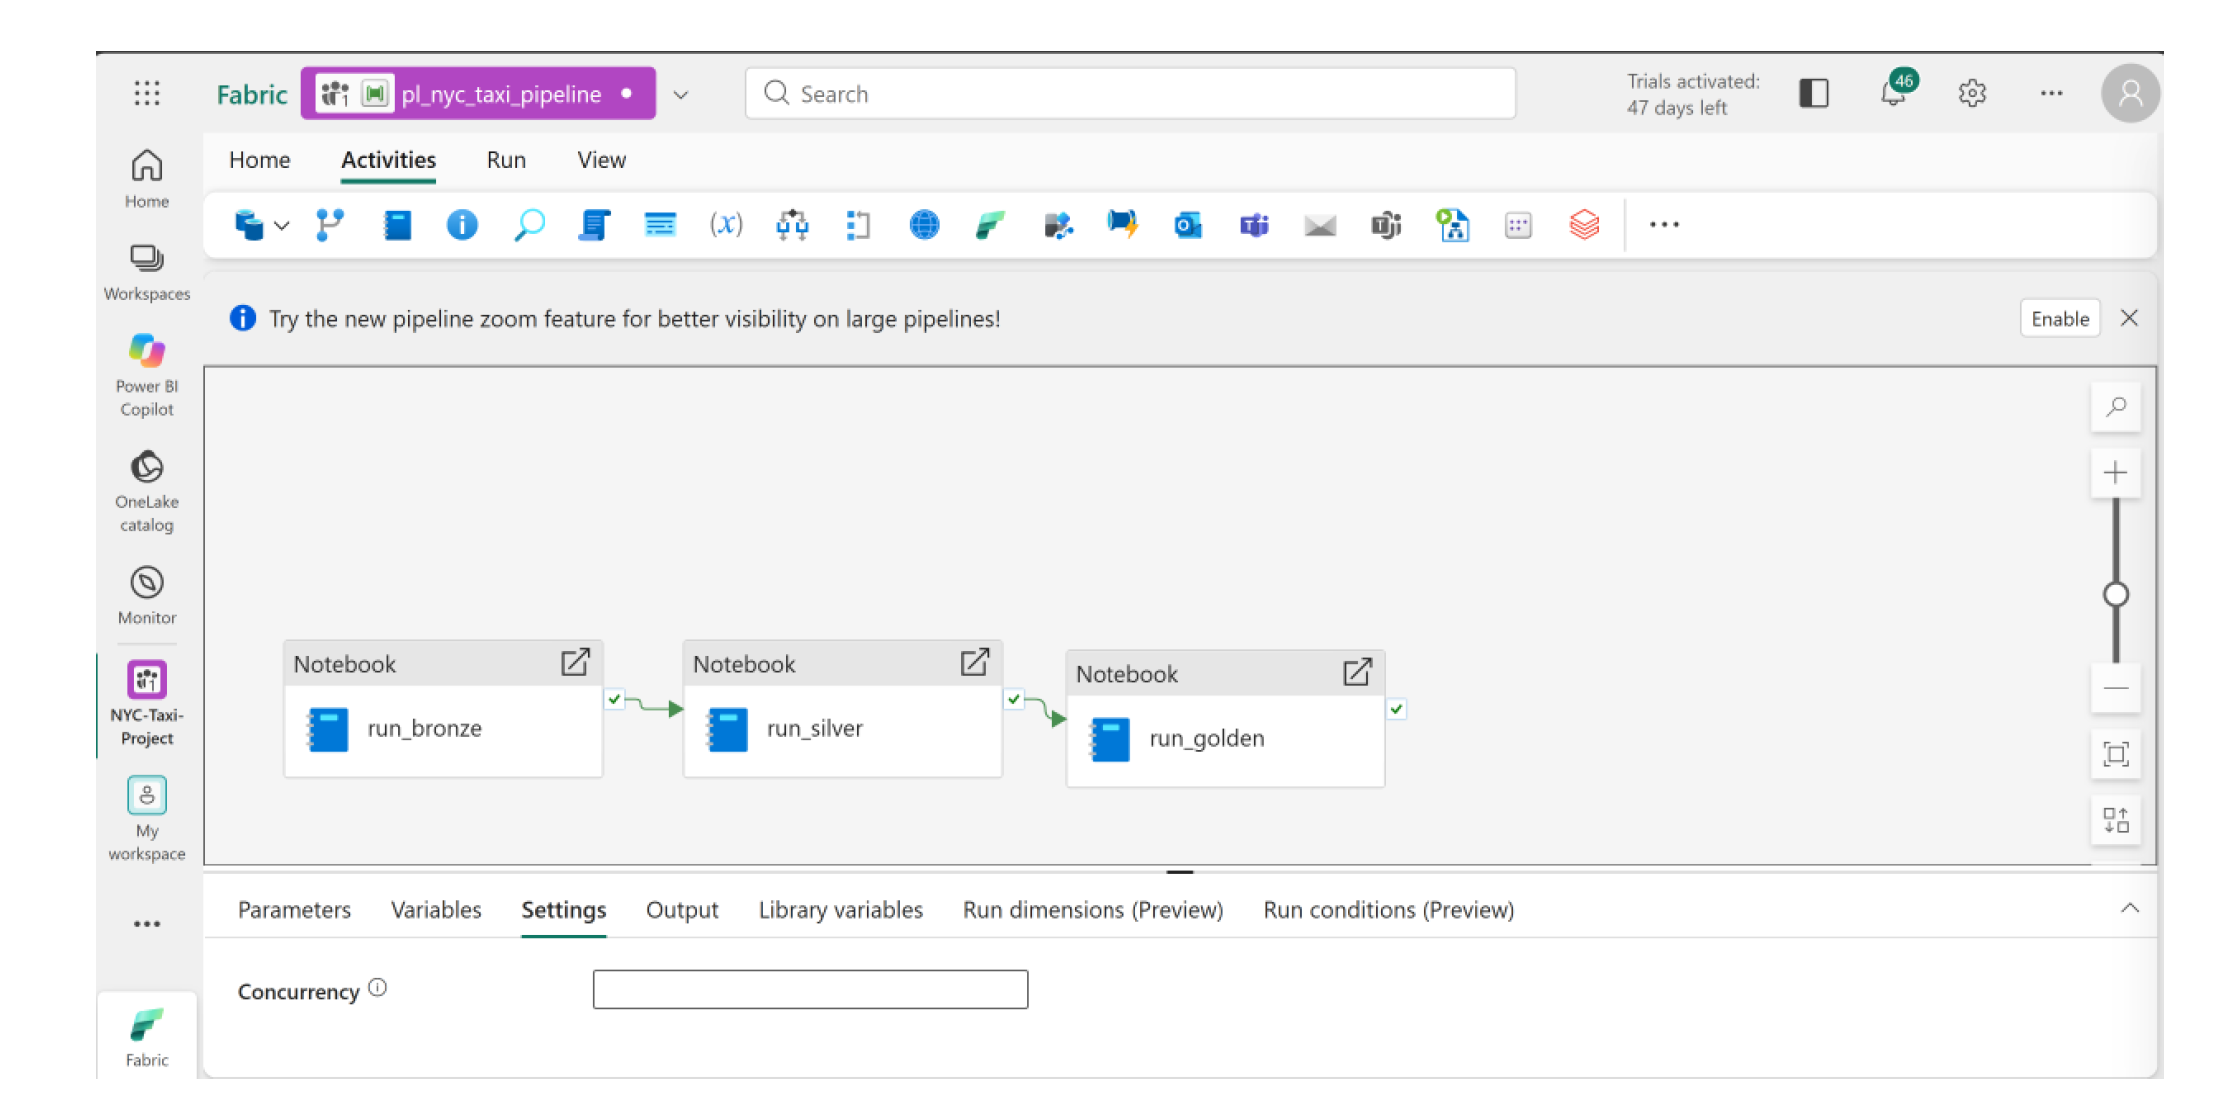 Fabric
pl_nyc_taxi_pipeline
Search
Trials activated:
47 days left
46
Home
Activities
Run
View
Home
Workspaces
Power BI
Copilot
OneLake
catalog
Monitor
NYC-Taxi-
Project
My
workspace
Fabric
(x)
Try the new pipeline zoom feature for better visibility on large pipelines!
Enable
Notebook
run_bronze
Notebook
run_silver
Notebook
run_golden
Parameters
Variables
Settings
Output
Library variables
Run dimensions (Preview)
Run conditions (Preview)
Concurrency